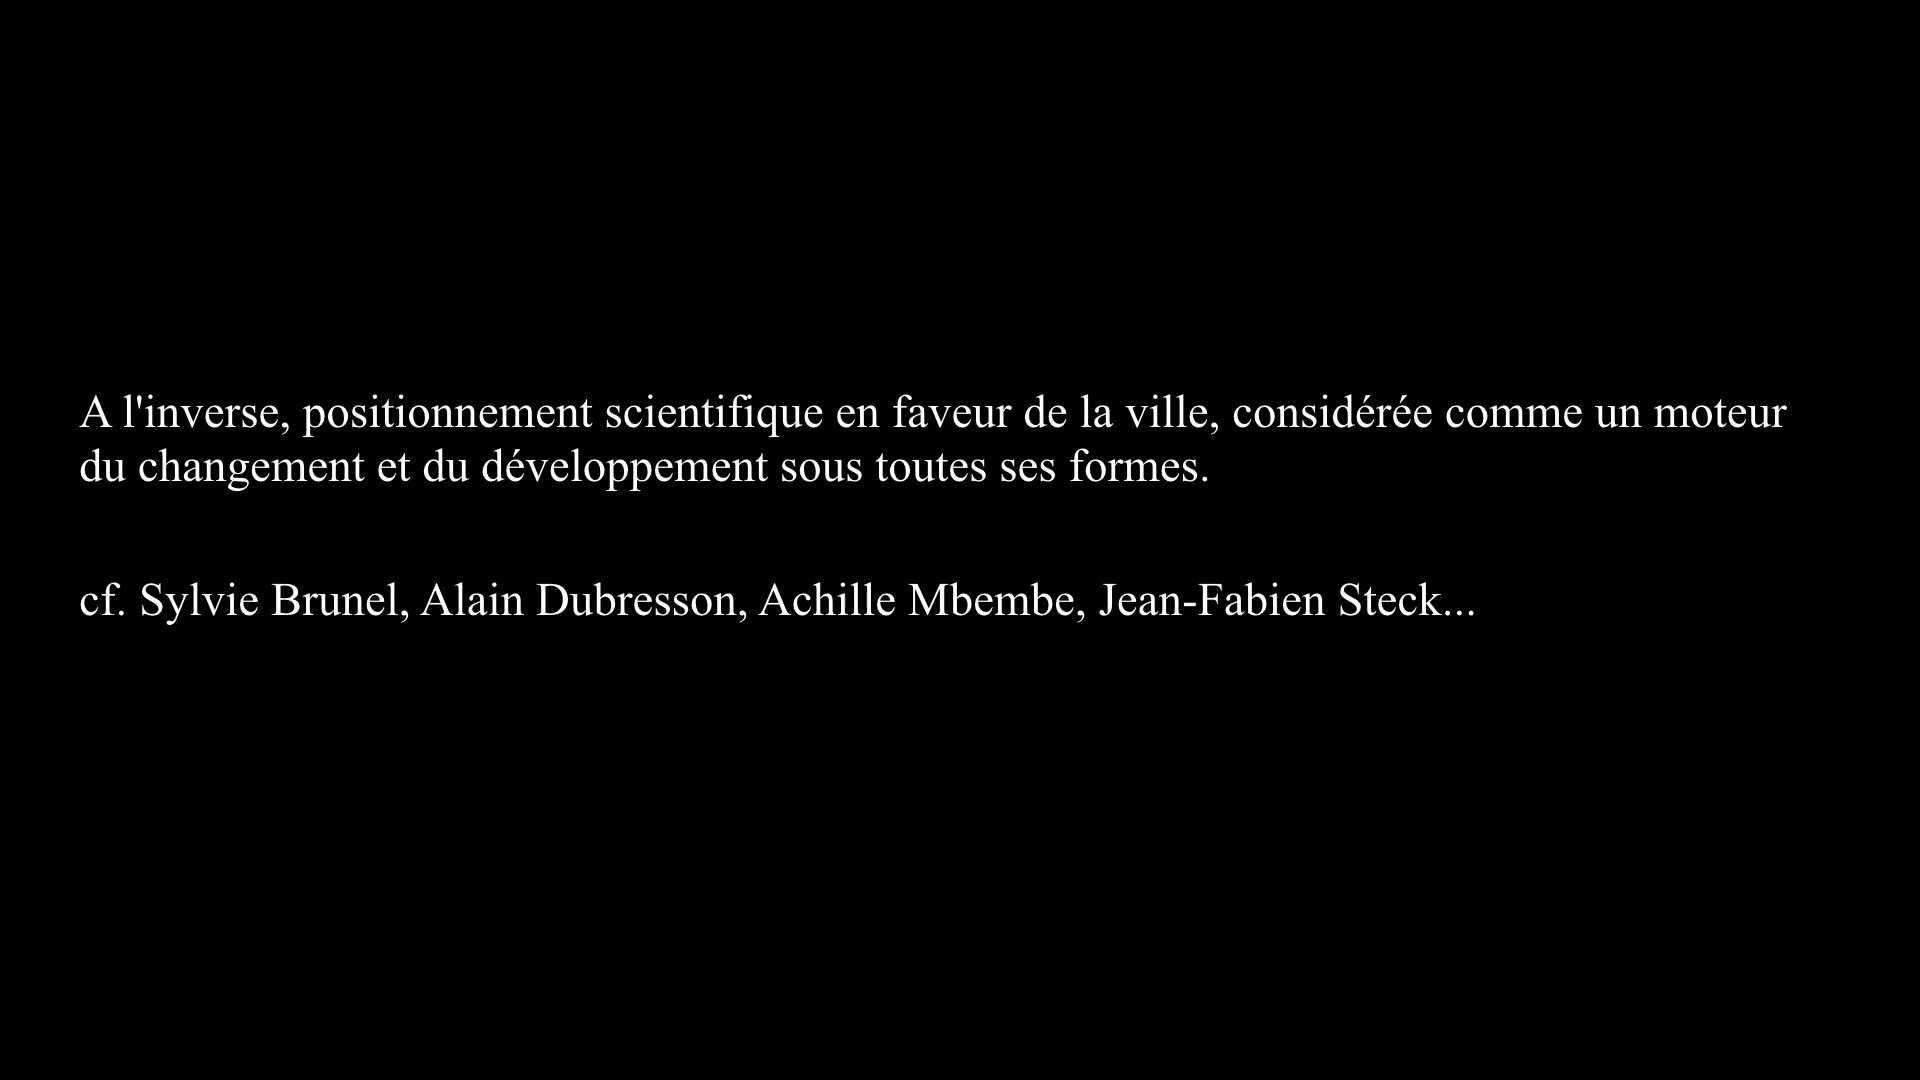 A l'inverse, positionnement scientifique en faveur de la ville, considérée comme un moteur
du changement et du développement sous toutes ses formes.
cf. Sylvie Brunel, Alain Dubresson, Achille Mbembe, Jean-Fabien Steck...